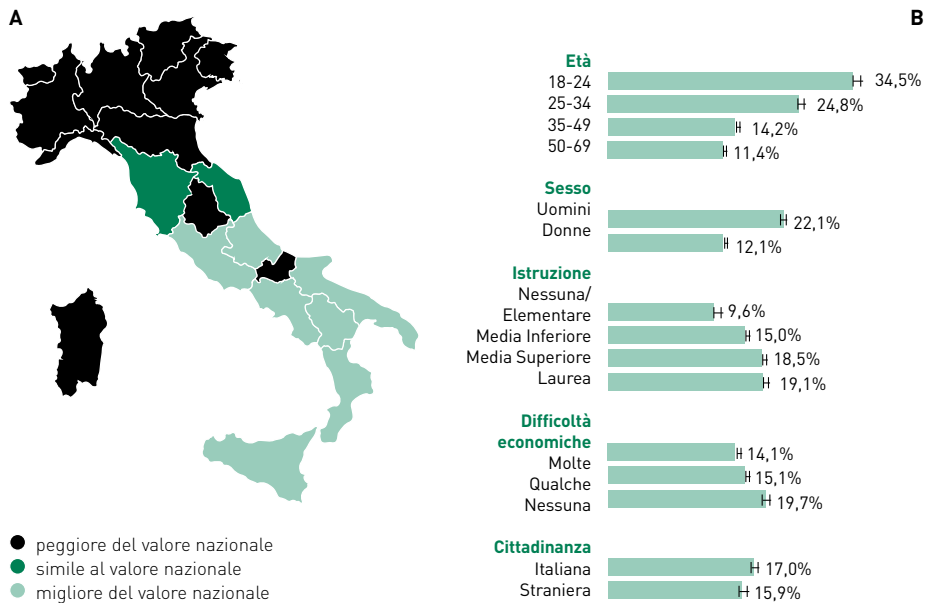 A
B
Età
18-24 34,5%
25-34 24,8%
35-49 14,2%
50-69 11,4%
Sesso
Uomini 22,1%
Donne 12,1%
Istruzione
Nessuna/
Elementare 9,6%
Media Inferiore 15,0%
Media Superiore 18,5%
Laurea 19,1%
Difficoltà
economiche
Molte 14,1%
Qualche 15,1%
Nessuna 19,7%
Cittadinanza
Italiana 17,0%
Straniera 15,9%
peggiore del valore nazionale
simile al valore nazionale
migliore del valore nazionale